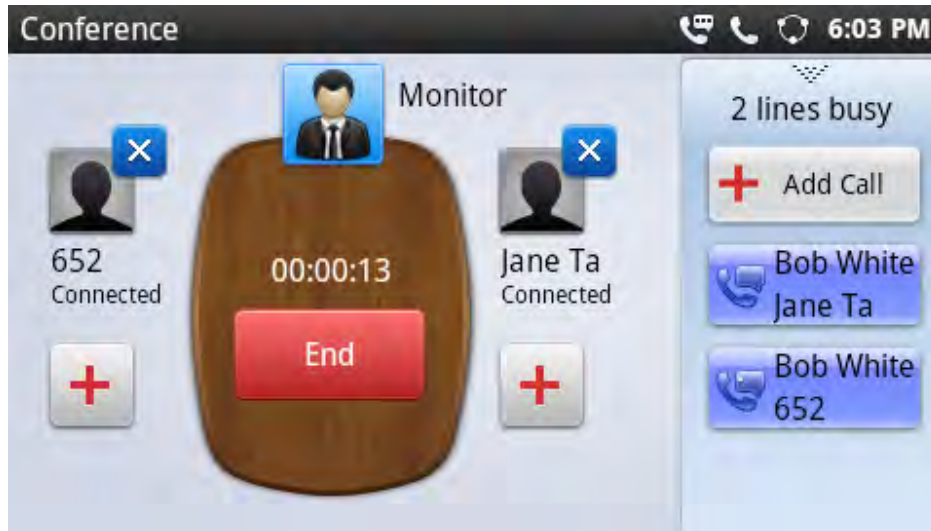 Conference
6:03 PM
Monitor
652
Connected
00:00:13
End
Jane Ta
Connected
2 lines busy
Add Call
Bob White
Jane Ta
Bob White
652